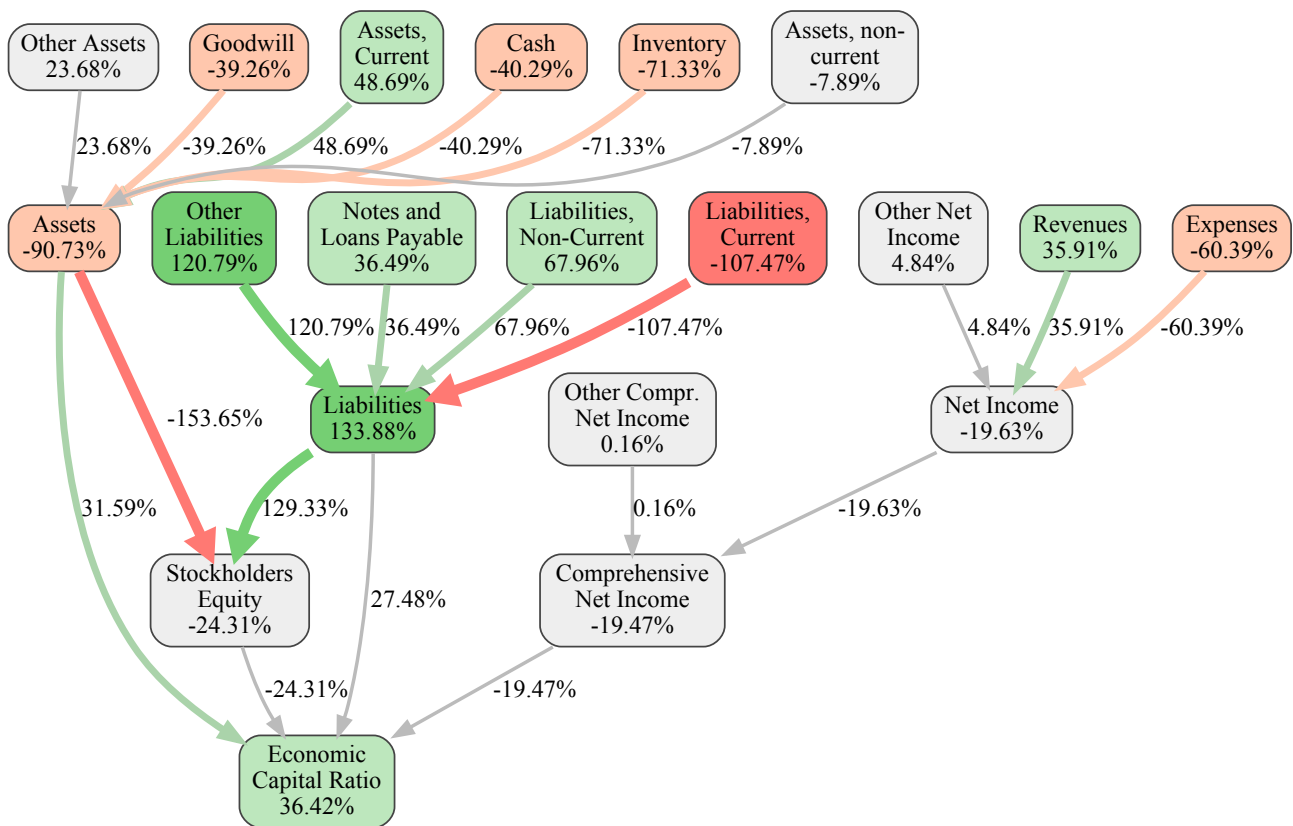 Other Assets
23.68%
Goodwill
-39.26%
Assets,
Current
48.69%
Cash
-40.29%
Inventory
-71.33%
Assets, non-
current
-7.89%
23.68%
-39.26%
48.69%
-40.29%
-71.33%
-7.89%
Assets
-90.73%
Other
Liabilities
120.79%
Notes and
Loans Payable
36.49%
Liabilities,
Non-Current
67.96%
Liabilities,
Current
-107.47%
Other Net
Income
4.84%
Revenues
35.91%
Expenses
-60.39%
120.79%
36.49%
67.96%
-107.47%
4.84%
35.91%
-60.39%
Liabilities
133.88%
Other Compr.
Net Income
0.16%
Net Income
-19.63%
-153.65%
31.59%
129.33%
0.16%
-19.63%
Stockholders
Equity
-24.31%
27.48%
Comprehensive
Net Income
-19.47%
-24.31%
-19.47%
Economic
Capital Ratio
36.42%